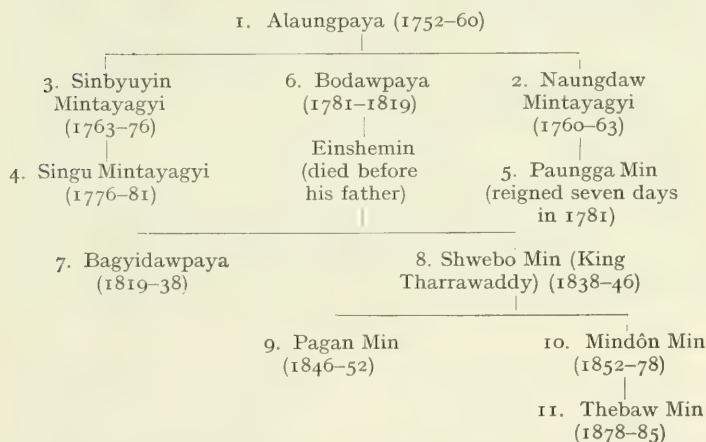 1. Alaungpaya (1752–60)
3. Sinbyuyin
Mintayagyi
(1763–76)
4. Singu Mintayagyi
(1776–81)
6. Bodawpaya
(1781–1819)
Einshemin
(died before
his father)
2. Naungdaw
Mintayagyi
(1760–63)
5. Paungga Min
(reigned seven days
in 1781)
7. Bagyidawpaya
(1819–38)
8. Shwebo Min (King
Tharrawaddy) (1838–46)
9. Pagan Min
(1846–52)
10. Mindôn Min
(1852–78)
11. Thebaw Min
(1878–85)